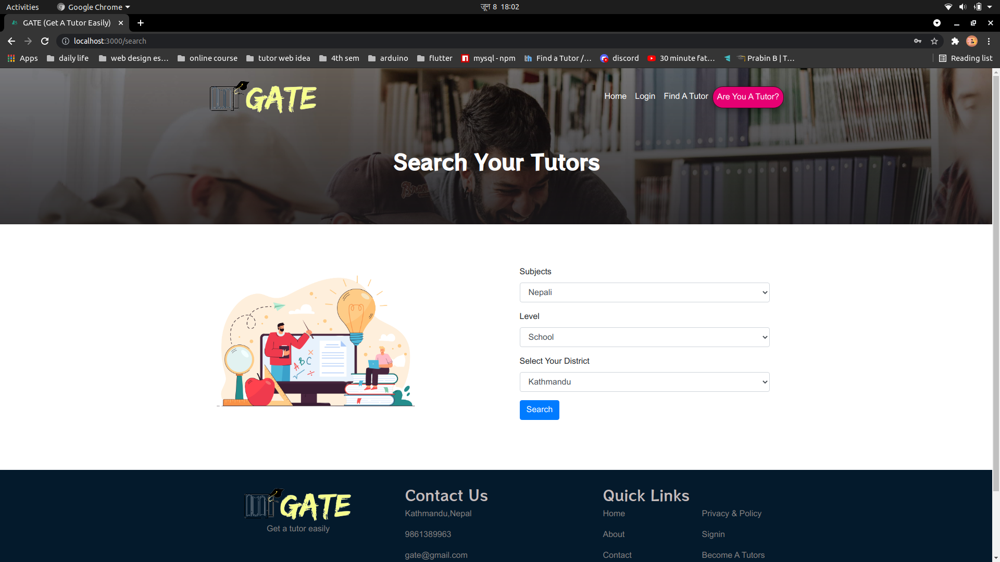 Activities
Google Chrome
जून 8 18:02
GATE (Get A Tutor Easily)
localhost:3000/search
Apps
daily life
web design es...
online course
tutor web idea
4th sem
arduino
flutter
mysql - npm
Find a Tutor /...
discord
30 minute fat...
Prabin B | T...
Reading list
GATE
Home
Login
Find A Tutor
Are You A Tutor?
Search Your Tutors
A B C
Subjects
Nepali
Level
School
Select Your District
Kathmandu
Search
GATE
Get a tutor easily
Contact Us
Kathmandu,Nepal
9861389963
gate@gmail.com
Quick Links
Home
About
Contact
Privacy & Policy
Signin
Become A Tutors